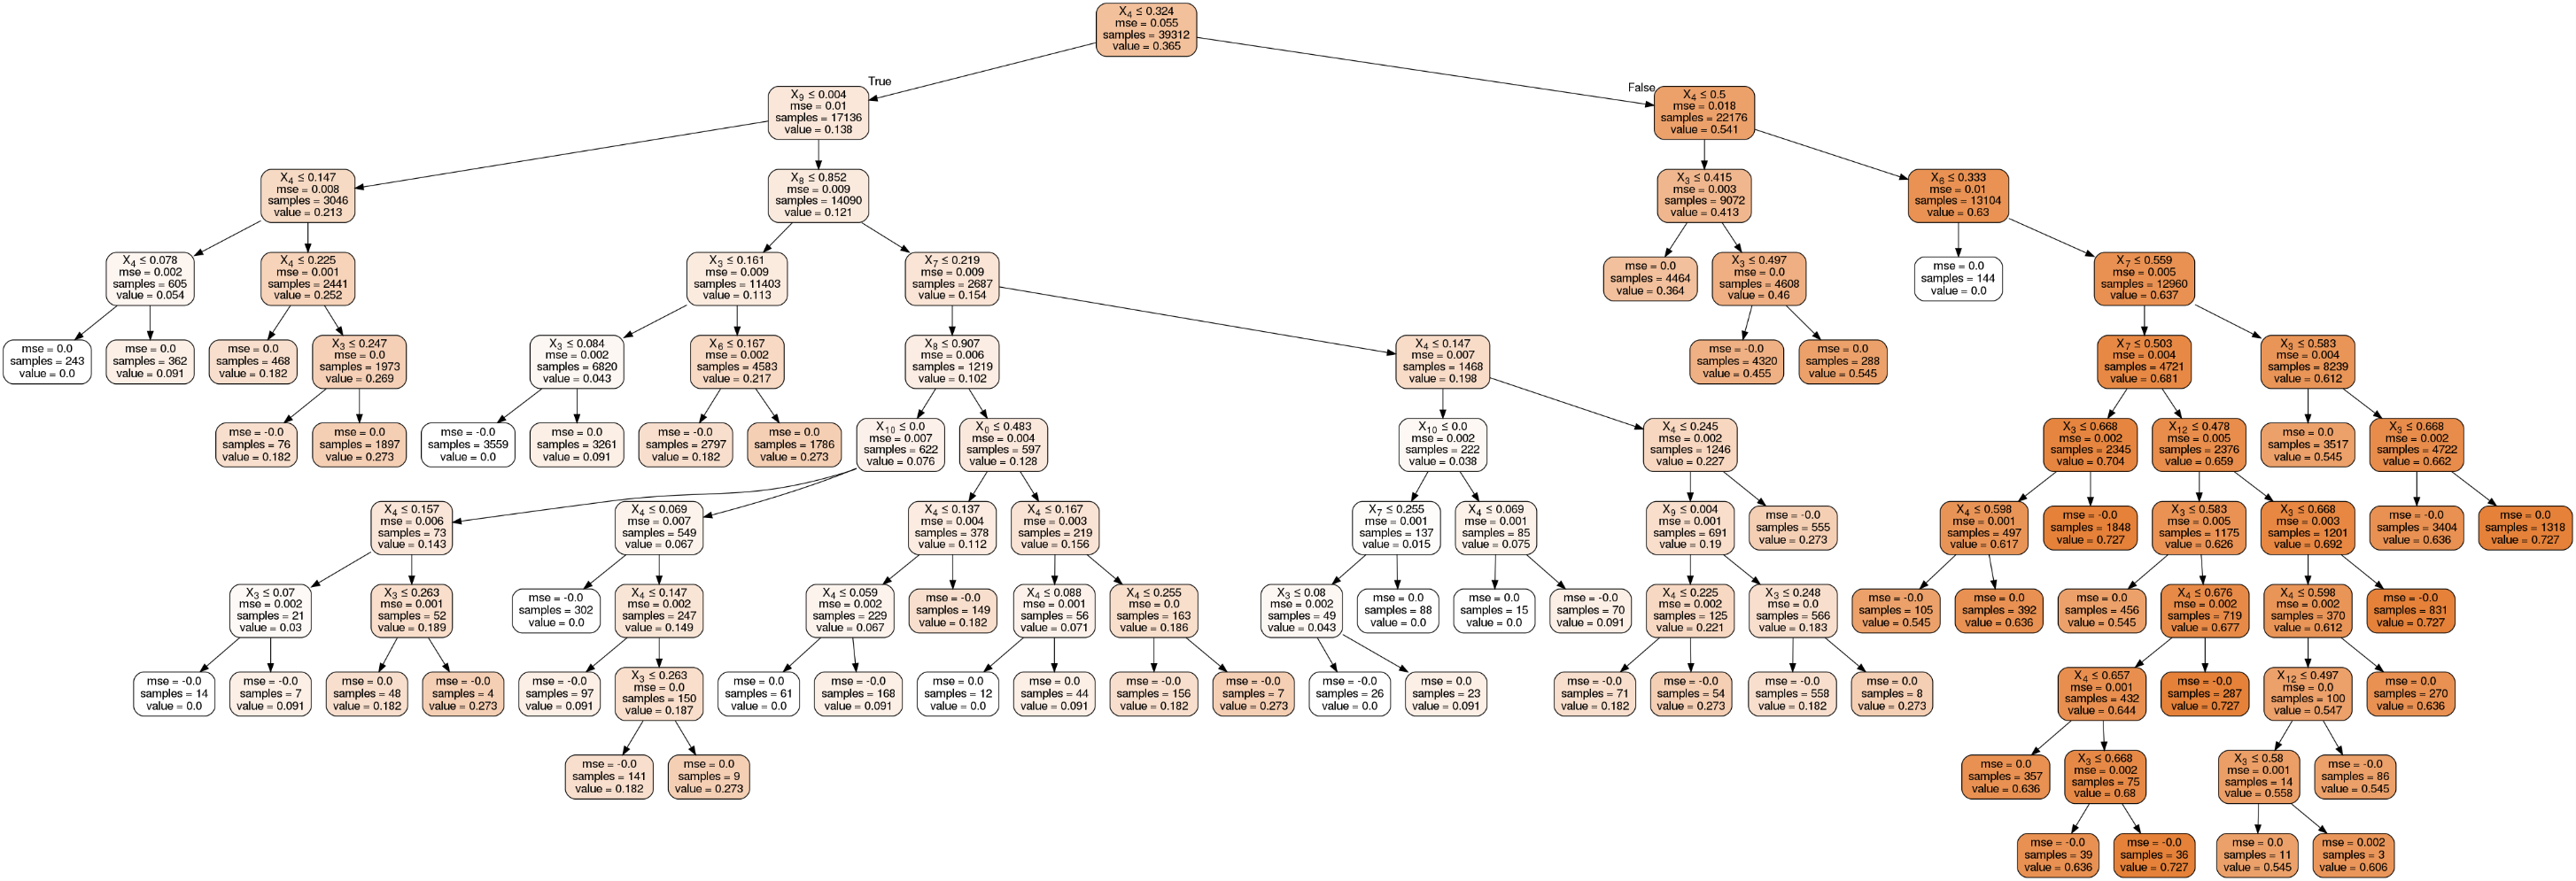 X4 ≤ 0.324
mse = 0.055
samples = 39312
value = 0.365
True
False
X9 ≤ 0.004
mse = 0.01
samples = 17136
value = 0.138
X4 ≤ 0.5
mse = 0.018
samples = 22176
value = 0.541
X4 ≤ 0.147
mse = 0.008
samples = 3046
value = 0.213
X8 ≤ 0.852
mse = 0.009
samples = 14090
value = 0.121
X3 ≤ 0.415
mse = 0.003
samples = 9072
value = 0.413
X6 ≤ 0.333
mse = 0.01
samples = 13104
value = 0.63
X4 ≤ 0.078
mse = 0.002
samples = 605
value = 0.054
X4 ≤ 0.225
mse = 0.001
samples = 2441
value = 0.252
X3 ≤ 0.161
mse = 0.009
samples = 11403
value = 0.113
X7 ≤ 0.219
mse = 0.009
samples = 2687
value = 0.154
mse = 0.0
samples = 4464
value = 0.364
X3 ≤ 0.497
mse = 0.0
samples = 4608
value = 0.46
mse = 0.0
samples = 144
value = 0.0
X7 ≤ 0.559
mse = 0.005
samples = 12960
value = 0.637
mse = 0.0
samples = 243
value = 0.0
mse = 0.0
samples = 362
value = 0.091
mse = 0.0
samples = 468
value = 0.182
X3 ≤ 0.247
mse = 0.0
samples = 1973
value = 0.269
X3 ≤ 0.084
mse = 0.002
samples = 6820
value = 0.043
X6 ≤ 0.167
mse = 0.002
samples = 4583
value = 0.217
X8 ≤ 0.907
mse = 0.006
samples = 1219
value = 0.102
X4 ≤ 0.147
mse = 0.007
samples = 1468
value = 0.198
mse = -0.0
samples = 4320
value = 0.455
mse = 0.0
samples = 288
value = 0.545
X7 ≤ 0.503
mse = 0.004
samples = 4721
value = 0.681
X3 ≤ 0.583
mse = 0.004
samples = 8239
value = 0.612
mse = -0.0
samples = 76
value = 0.182
mse = 0.0
samples = 1897
value = 0.273
mse = -0.0
samples = 3559
value = 0.0
mse = 0.0
samples = 3261
value = 0.091
mse = -0.0
samples = 2797
value = 0.182
mse = 0.0
samples = 1786
value = 0.273
X10 ≤ 0.0
mse = 0.007
samples = 622
value = 0.076
X0 ≤ 0.483
mse = 0.004
samples = 597
value = 0.128
X10 ≤ 0.0
mse = 0.002
samples = 222
value = 0.038
X4 ≤ 0.245
mse = 0.002
samples = 1246
value = 0.227
X3 ≤ 0.668
mse = 0.002
samples = 2345
value = 0.704
X12 ≤ 0.478
mse = 0.005
samples = 2376
value = 0.659
mse = 0.0
samples = 3517
value = 0.545
X3 ≤ 0.668
mse = 0.002
samples = 4722
value = 0.662
X4 ≤ 0.157
mse = 0.006
samples = 73
value = 0.143
X4 ≤ 0.069
mse = 0.007
samples = 549
value = 0.067
X4 ≤ 0.137
mse = 0.004
samples = 378
value = 0.112
X4 ≤ 0.167
mse = 0.003
samples = 219
value = 0.156
X7 ≤ 0.255
mse = 0.001
samples = 137
value = 0.015
X4 ≤ 0.069
mse = 0.001
samples = 85
value = 0.075
X9 ≤ 0.004
mse = 0.001
samples = 691
value = 0.19
mse = -0.0
samples = 555
value = 0.273
X4 ≤ 0.598
mse = 0.001
samples = 497
value = 0.617
mse = -0.0
samples = 1848
value = 0.727
X3 ≤ 0.583
mse = 0.005
samples = 1175
value = 0.626
X3 ≤ 0.668
mse = 0.003
samples = 1201
value = 0.692
mse = -0.0
samples = 3404
value = 0.636
mse = 0.0
samples = 1318
value = 0.727
X3 ≤ 0.07
mse = 0.002
samples = 21
value = 0.03
X3 ≤ 0.263
mse = 0.001
samples = 52
value = 0.189
mse = -0.0
samples = 302
value = 0.0
X4 ≤ 0.147
mse = 0.002
samples = 247
value = 0.149
X4 ≤ 0.059
mse = 0.002
samples = 229
value = 0.067
mse = -0.0
samples = 149
value = 0.182
X4 ≤ 0.088
mse = 0.001
samples = 56
value = 0.071
X4 ≤ 0.255
mse = 0.0
samples = 163
value = 0.186
X3 ≤ 0.08
mse = 0.002
samples = 49
value = 0.043
mse = 0.0
samples = 88
value = 0.0
mse = 0.0
samples = 15
value = 0.0
mse = -0.0
samples = 70
value = 0.091
X4 ≤ 0.225
mse = 0.002
samples = 125
value = 0.221
X3 ≤ 0.248
mse = 0.0
samples = 566
value = 0.183
mse = -0.0
samples = 105
value = 0.545
mse = 0.0
samples = 392
value = 0.636
mse = 0.0
samples = 456
value = 0.545
X4 ≤ 0.676
mse = 0.002
samples = 719
value = 0.677
X4 ≤ 0.598
mse = 0.002
samples = 370
value = 0.612
mse = -0.0
samples = 831
value = 0.727
mse = -0.0
samples = 14
value = 0.0
mse = -0.0
samples = 7
value = 0.091
mse = 0.0
samples = 48
value = 0.182
mse = -0.0
samples = 4
value = 0.273
mse = -0.0
samples = 97
value = 0.091
X3 ≤ 0.263
mse = 0.0
samples = 150
value = 0.187
mse = 0.0
samples = 61
value = 0.0
mse = -0.0
samples = 168
value = 0.091
mse = 0.0
samples = 12
value = 0.0
mse = 0.0
samples = 44
value = 0.091
mse = -0.0
samples = 156
value = 0.182
mse = -0.0
samples = 7
value = 0.273
mse = -0.0
samples = 26
value = 0.0
mse = 0.0
samples = 23
value = 0.091
mse = -0.0
samples = 71
value = 0.182
mse = -0.0
samples = 54
value = 0.273
mse = -0.0
samples = 558
value = 0.182
mse = 0.0
samples = 8
value = 0.273
X4 ≤ 0.657
mse = 0.001
samples = 432
value = 0.644
mse = -0.0
samples = 287
value = 0.727
X12 ≤ 0.497
mse = 0.0
samples = 100
value = 0.547
mse = 0.0
samples = 270
value = 0.636
mse = -0.0
samples = 141
value = 0.182
mse = 0.0
samples = 9
value = 0.273
mse = 0.0
samples = 357
value = 0.636
X3 ≤ 0.668
mse = 0.002
samples = 75
value = 0.68
X3 ≤ 0.58
mse = 0.001
samples = 14
value = 0.558
mse = -0.0
samples = 86
value = 0.545
mse = -0.0
samples = 39
value = 0.636
mse = -0.0
samples = 36
value = 0.727
mse = 0.0
samples = 11
value = 0.545
mse = 0.002
samples = 3
value = 0.606